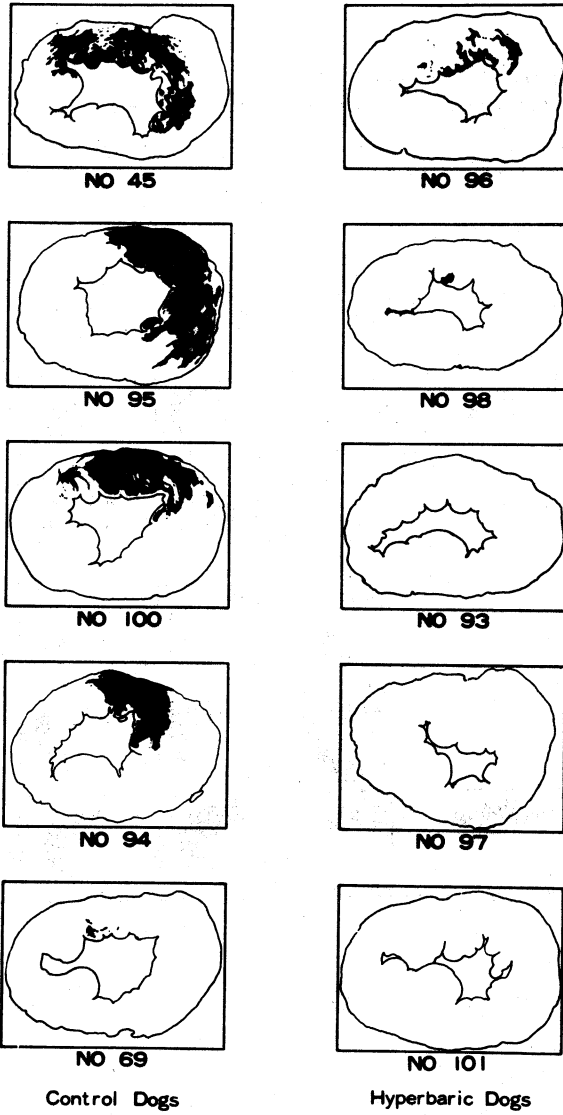 NO 45
NO 96
NO 95
NO 98
NO 100
NO 93
NO 94
NO 97
NO 69
NO 101
Control Dogs
Hyperbaric Dogs